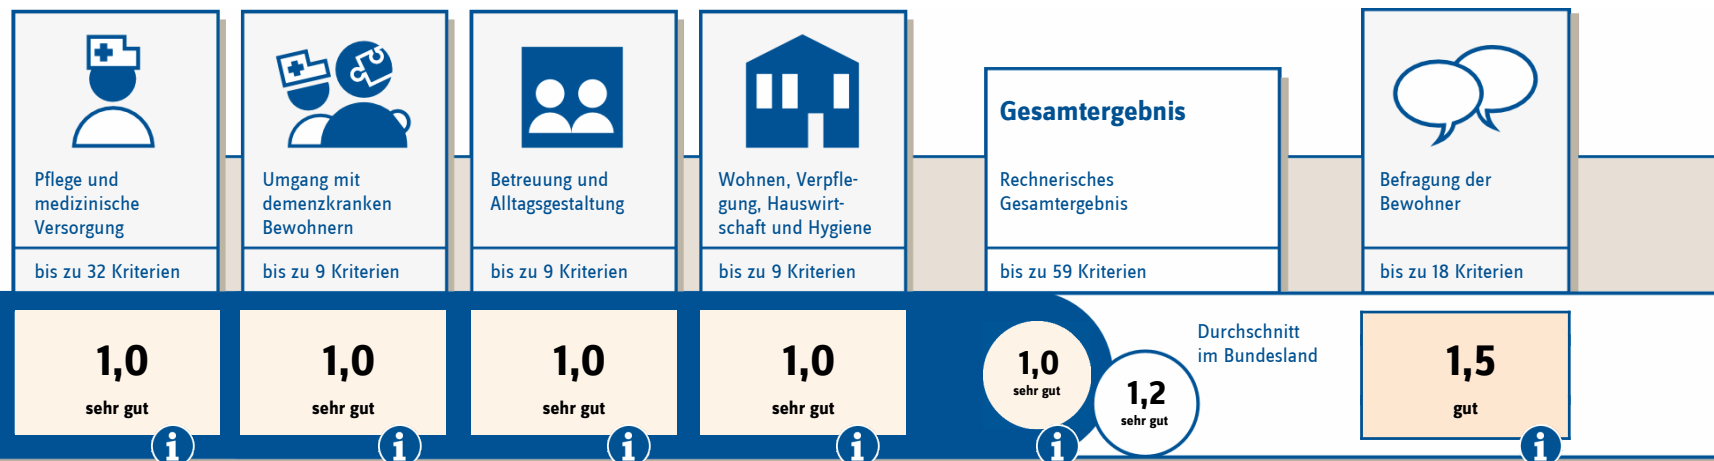 Pflege und
medizinische
Versorgung
bis zu 32 Kriterien
1,0
sehr gut
Umgang mit
demenzkranken
Bewohnern
bis zu 9 Kriterien
1,0
sehr gut
Betreuung und
Alltagsgestaltung
bis zu 9 Kriterien
1,0
sehr gut
Wohnen, Verpfle-
gung, Hauswirt-
schaft und Hygiene
bis zu 9 Kriterien
1,0
sehr gut
Gesamtergebnis
Rechnerisches
Gesamtergebnis
bis zu 59 Kriterien
1,0
sehr gut
Durchschnitt
im Bundesland
1,2
sehr gut
Befragung der
Bewohner
bis zu 18 Kriterien
1,5
gut
i
i
i
i
i
i